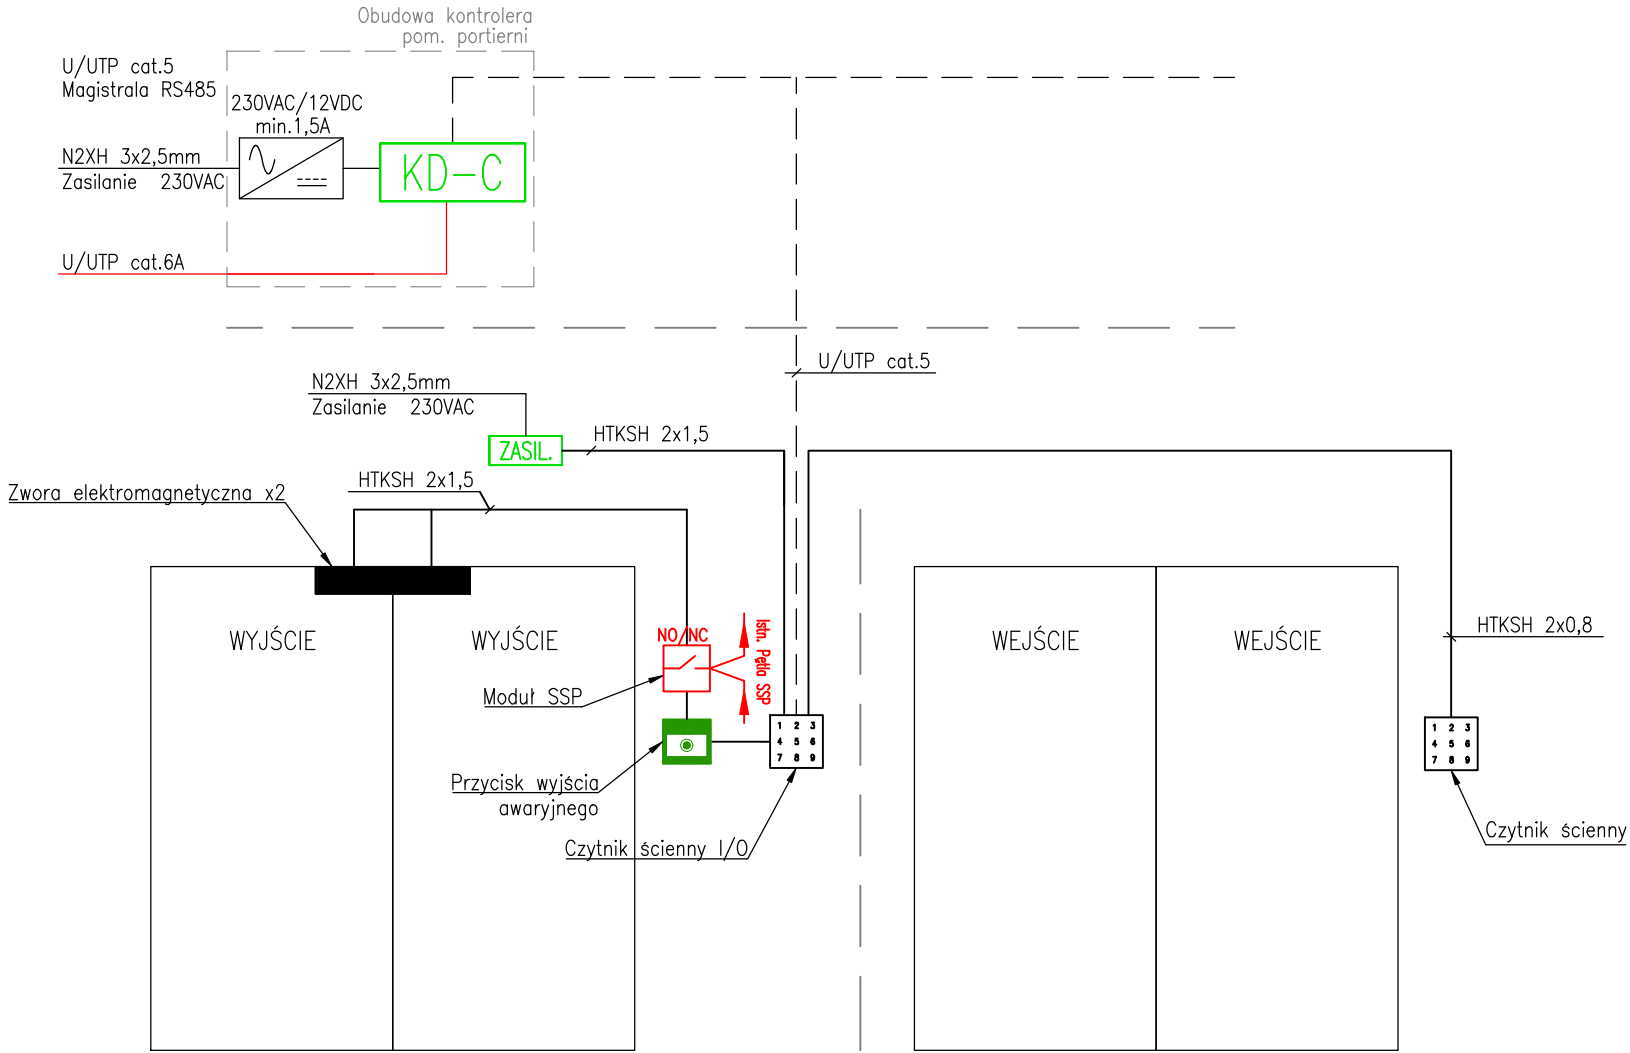 Obudowa kontrolera
pom. portierni
U/UTP cat.5
Magistrala RS485
230VAC/12VDC
min.1,5A
N2XH 3x2,5mm
Zasilanie 230VAC
KD-C
U/UTP cat.6A
U/UTP cat.5
N2XH 3x2,5mm
Zasilanie 230VAC
ZASIL.
HTKSH 2x1,5
HTKSH 2x1,5
Zwora elektromagnetyczna x2
WYJŚCIE
WYJŚCIE
NO/NC
Istn. Pętla SSP
WEJŚCIE
WEJŚCIE
HTKSH 2x0,8
Moduł SSP
1 2 3
4 5 6
7 8 9
1 2 3
4 5 6
7 8 9
Przycisk wyjścia
awaryjnego
Czytnik ścienny I/O
Czytnik ścienny